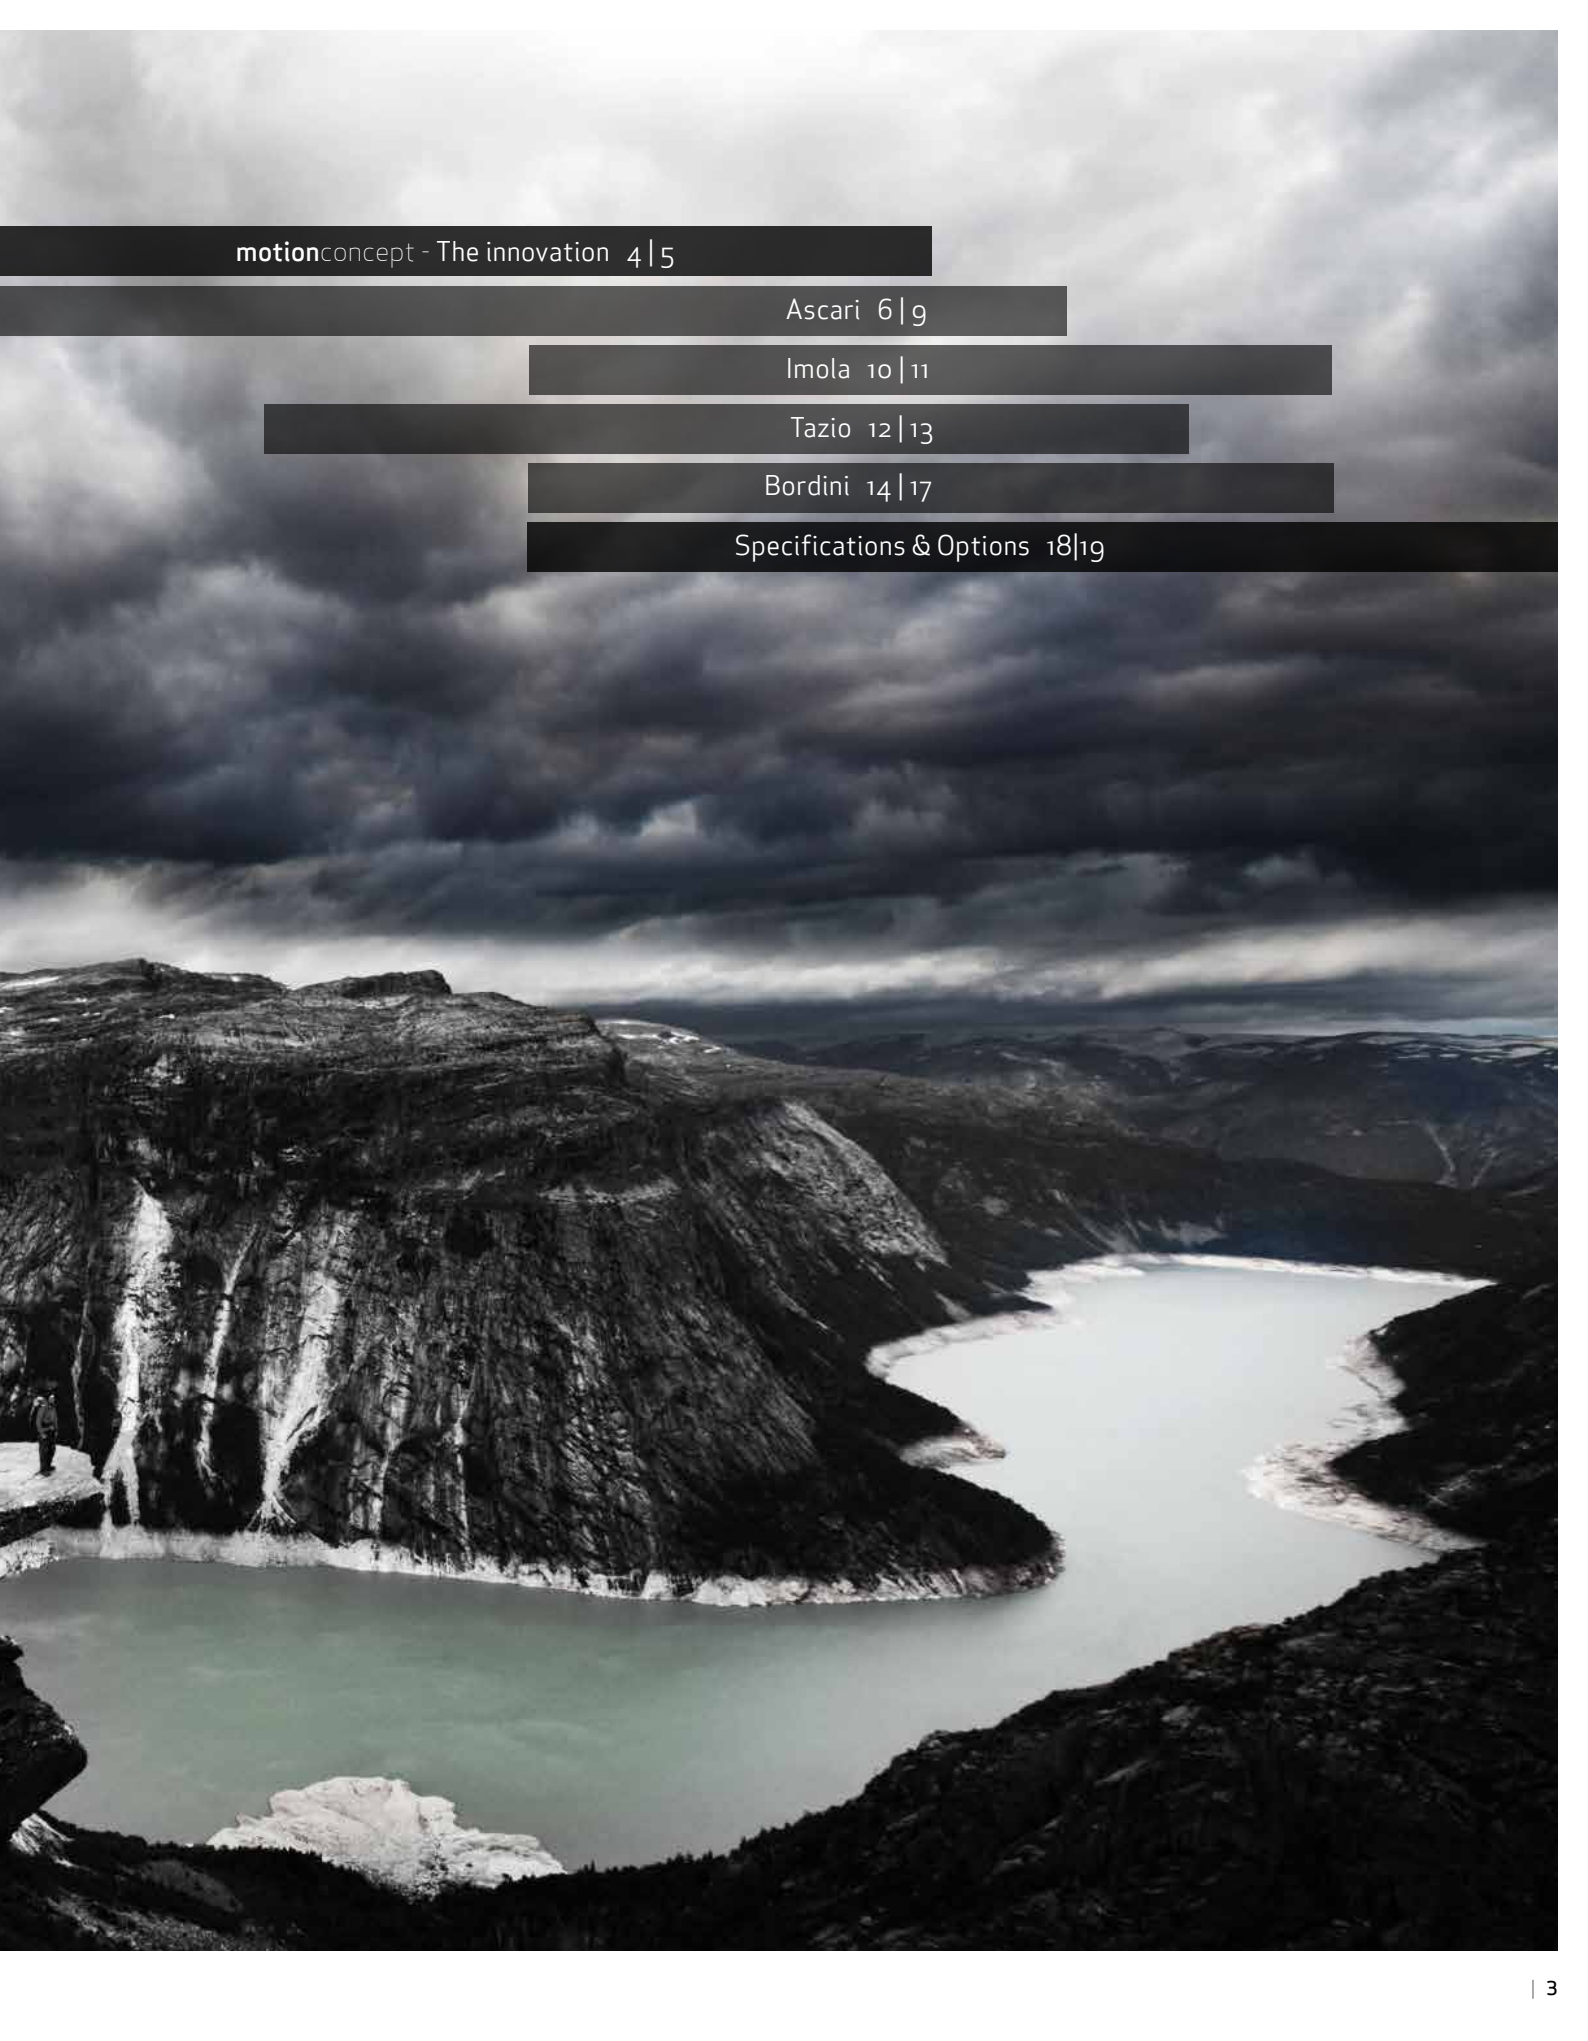 motionconcept - The innovation 4|5
Ascari 6|9
Imola 10|11
Tazio 12|13
Bordini 14|17
Specifications & Options 18|19
| 3